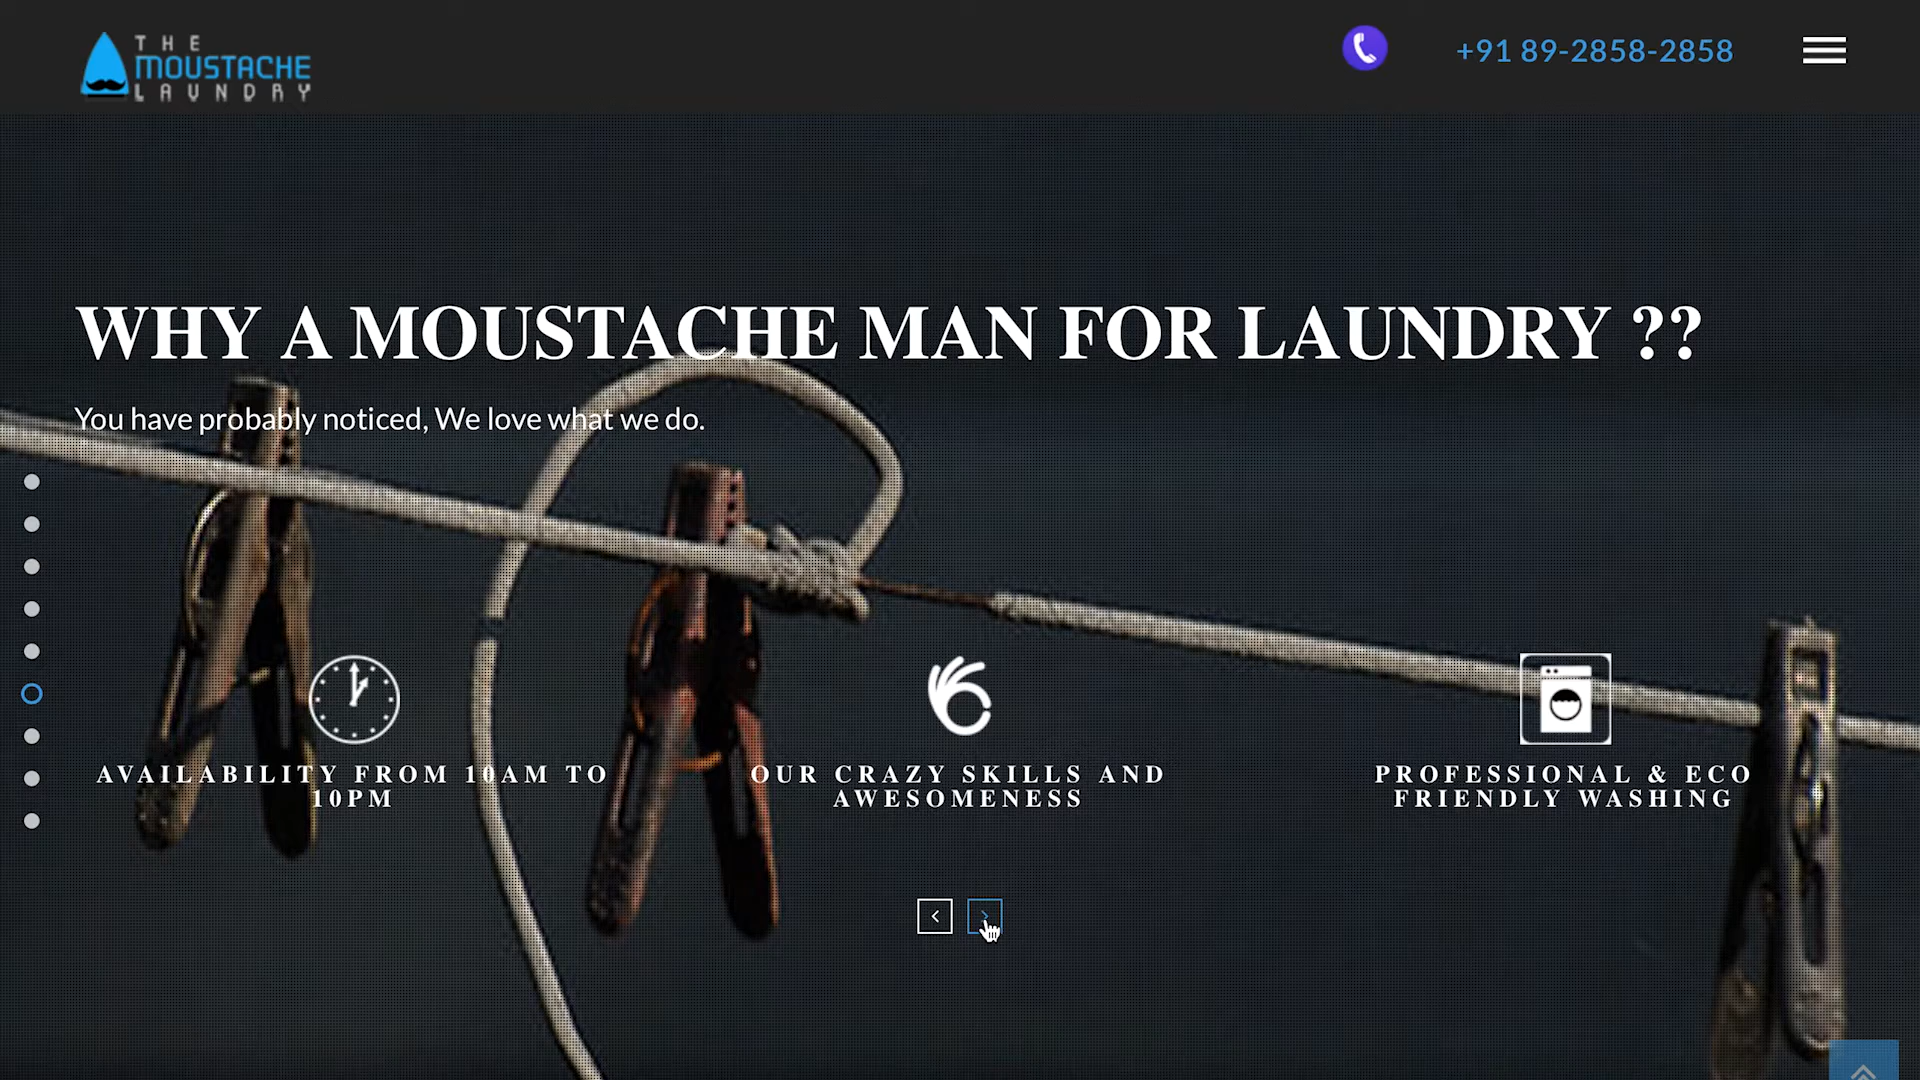 THE
MOUSTACHE
LAUNDRY
+91 89-2858-2858
WHY A MOUSTACHE MAN FOR LAUNDRY ??
You have probably noticed, We love what we do.
AVAILABILITY FROM 10AM TO
10PM
OUR CRAZY SKILLS AND
AWESOMENESS
PROFESSIONAL & ECO
FRIENDLY WASHING